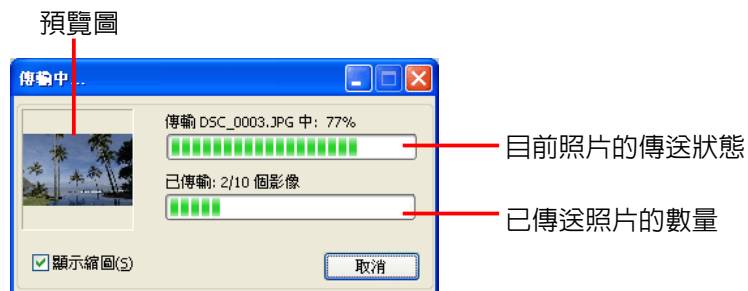 預覽圖
傳輸中...
傳輸 DSC_0003.JPG 中: 77%
目前照片的傳送狀態
已傳輸: 2/10 個影像
已傳送照片的數量
顯示縮圖(S)
取消